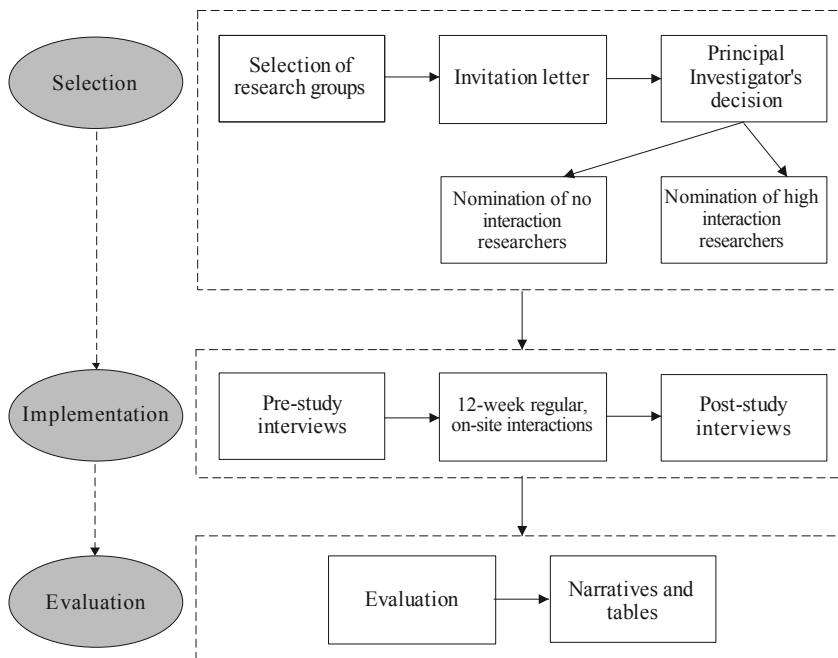 Selection
Selection of
research groups
Invitation letter
Principal
Investigator's
decision
Nomination of no
interaction
researchers
Nomination of high
interaction
researchers
Implementation
Pre-study
interviews
12-week regular,
on-site interactions
Post-study
interviews
Evaluation
Evaluation
Narratives and
tables